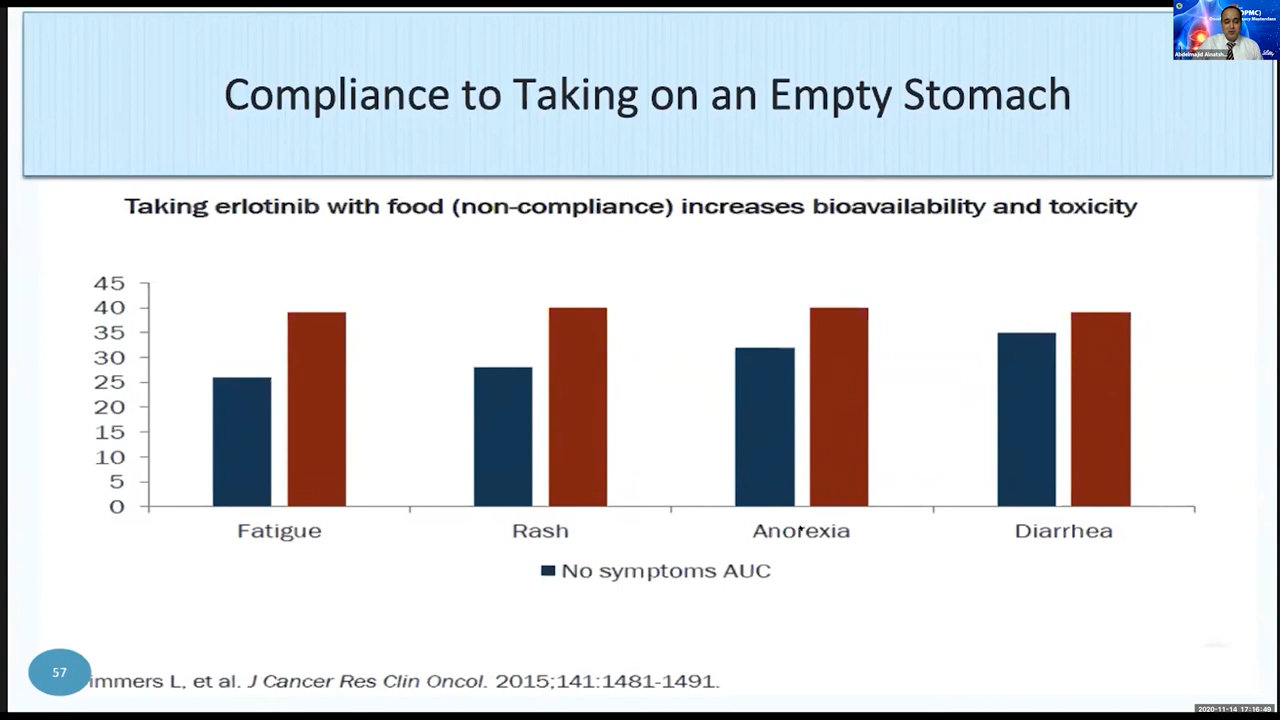 Compliance to Taking on an Empty Stomach
Taking erlotinib with food (non-compliance) increases bioavailability and toxicity
45
40
35
30
25
20
15
10
5
0
Fatigue Rash Anorexia Diarrhea
No symptoms AUC
57
immers L, et al. J Cancer Res Clin Oncol. 2015;141:1481-1491.
2020-11-14 17:16:49